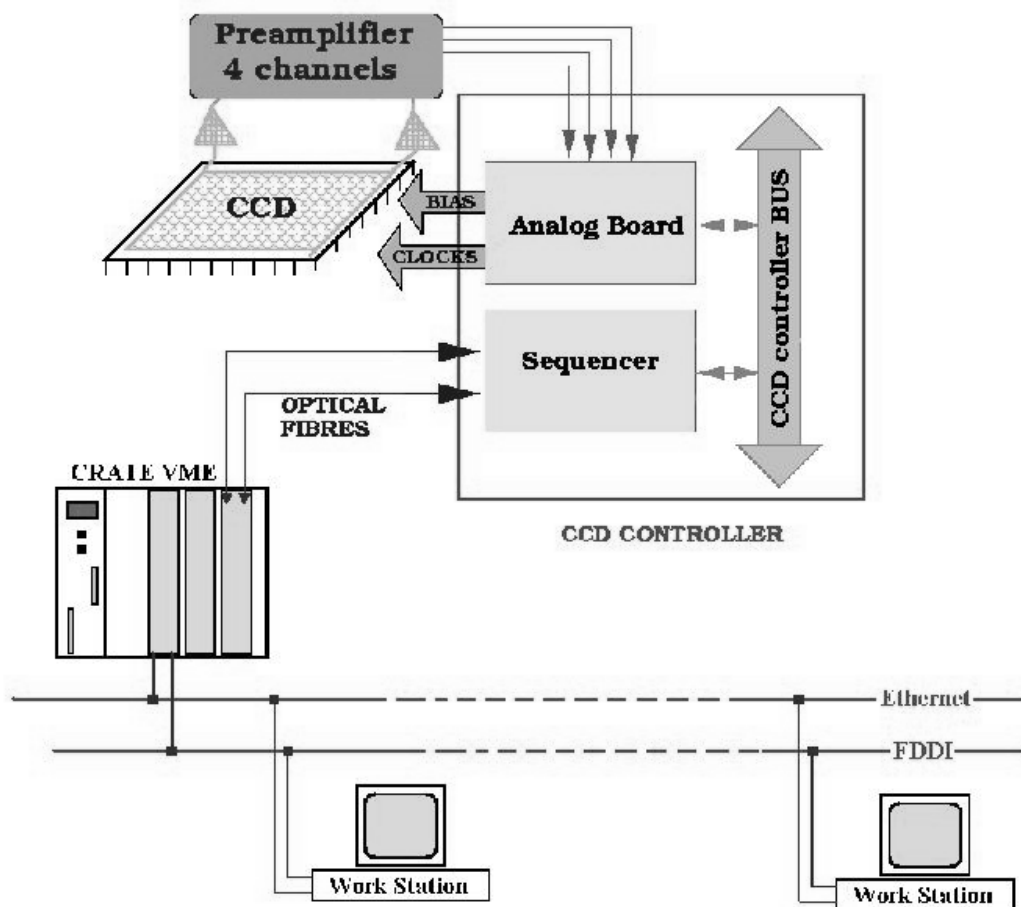 Preamplifier
4 channels
CCD
BIAS
CLOCKS
Analog Board
Sequencer
CCD controller BUS
OPTICAL
FIBRES
CRATE VME
CCD CONTROLLER
Ethernet
FDDI
Work Station
Work Station